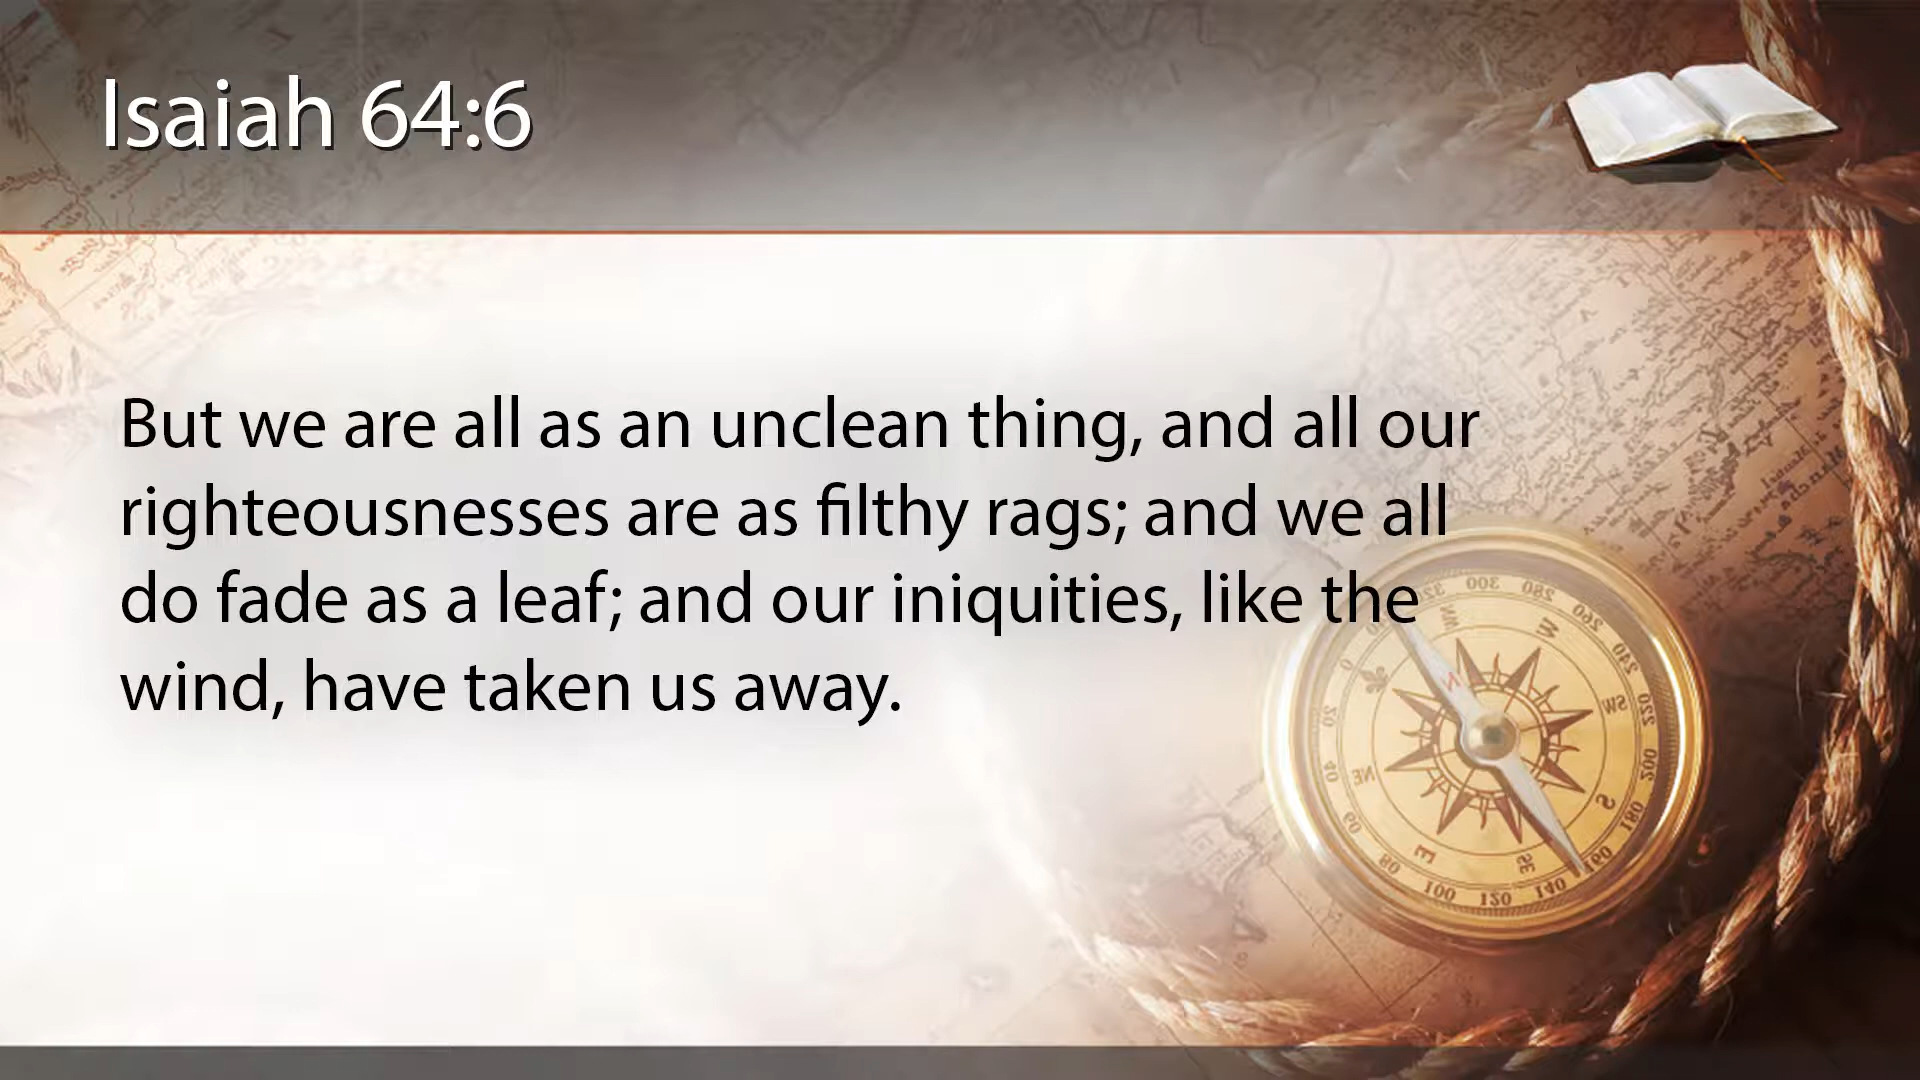 Isaiah 64:6
But we are all as an unclean thing, and all our
righteousnesses are as filthy rags; and we all
do fade as a leaf; and our iniquities, like the
wind, have taken us away.